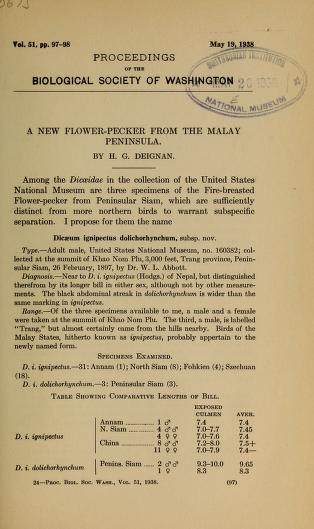 Vol. 51, pp. 97-98 May 19, 1938
PROCEEDINGS
OF THE
BIOLOGICAL SOCIETY OF WASHINGTON
SMITHSONIAN INSTITUTION
NATIONAL MUSEUM
A NEW FLOWER-PECKER FROM THE MALAY
PENINSULA.
BY H. G. DEIGNAN.
Among the Dicæidæ in the collection of the United States
National Museum are three specimens of the Fire-breasted
Flower-pecker from Peninsular Siam, which are sufficiently
distinct from more northern birds to warrant subspecific
separation. I propose for them the name
Dicæum ignipectus dolichorhynchum, subsp. nov.
Type.—Adult male, United States National Museum, no. 160382; col-
lected at the summit of Khao Nom Plu, 3,000 feet, Trang province, Penin-
sular Siam, 26 February, 1897, by Dr. W. L. Abbott.
Diagnosis.—Near to D. i. ignipectus (Hodgs.) of Nepal, but distinguished
therefrom by its longer bill in either sex, although not by other measure-
ments. The black abdominal streak in dolichorhynchum is wider than the
same marking in ignipectus.
Range.—Of the three specimens available to me, a male and a female
were taken at the summit of Khao Nom Plu. The third, a male, is labelled
"Trang," but almost certainly came from the hills nearby. Birds of the
Malay States, hitherto known as ignipectus, probably appertain to the
newly named form.
SPECIMENS EXAMINED.
D. i. ignipectus.—31: Annam (1); North Siam (8); Fohkien (4); Szechuan
(18).
D. i. dolichorhynchum.—3: Peninsular Siam (3).
TABLE SHOWING COMPARATIVE LENGTHS OF BILL.
EXPOSED
CULMEN AVER.
Annam 1 ♂ 7.4 7.4
N. Siam 4 ♂♂ 7.0-7.7 7.45
D. i. ignipectus 4 ♀♀ 7.0-7.6 7.4
China 8 ♂♂ 7.2-8.0 7.5+
11 ♀♀ 7.0-7.9 7.4—
D. i. dolichorhynchum Penins. Siam 2 ♂♂ 9.3-10.0 9.65
1 ♀ 8.3 8.3
24—PROC. BIOL. SOC. WASH., VOL. 51, 1938. (97)